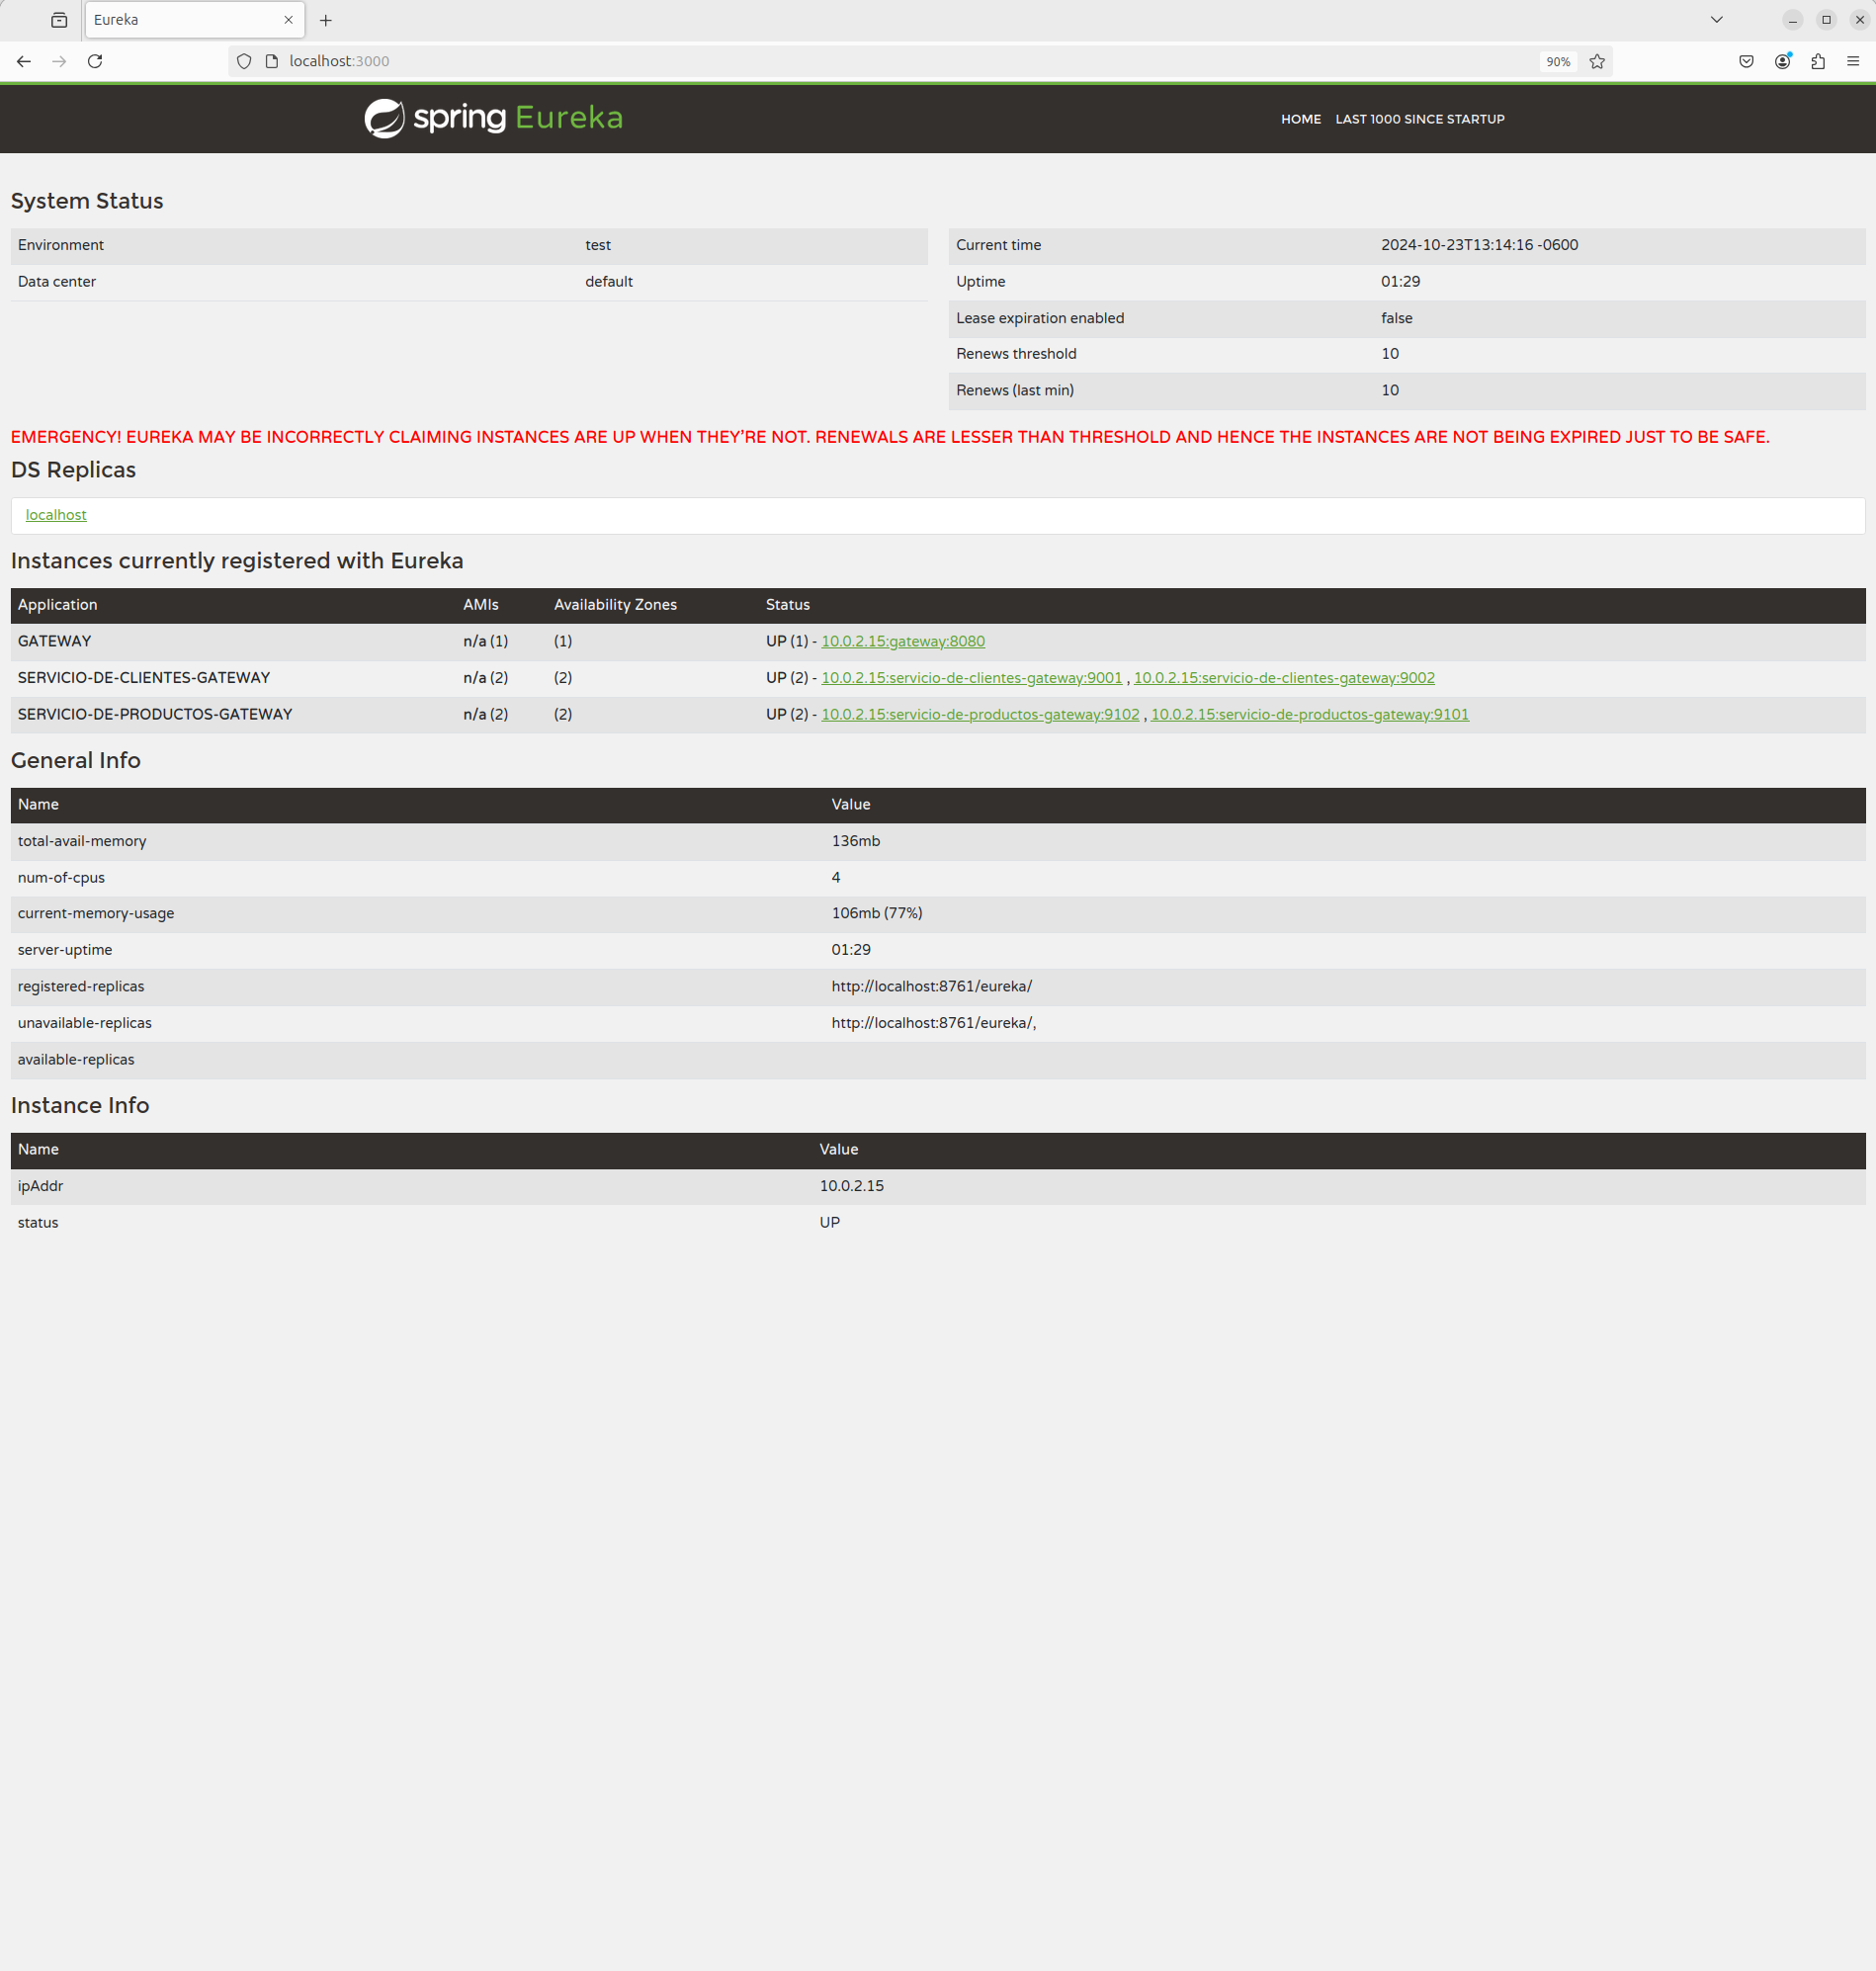 Eureka
localhost:3000
90%
spring Eureka
HOME LAST 1000 SINCE STARTUP
System Status
Environment test
Data center default
Current time 2024-10-23T13:14:16 -0600
Uptime 01:29
Lease expiration enabled false
Renews threshold 10
Renews (last min) 10
EMERGENCY! EUREKA MAY BE INCORRECTLY CLAIMING INSTANCES ARE UP WHEN THEY'RE NOT. RENEWALS ARE LESSER THAN THRESHOLD AND HENCE THE INSTANCES ARE NOT BEING EXPIRED JUST TO BE SAFE.
DS Replicas
localhost
Instances currently registered with Eureka
Application AMIs Availability Zones Status
GATEWAY n/a (1) (1) UP (1) - 10.0.2.15:gateway:8080
SERVICIO-DE-CLIENTES-GATEWAY n/a (2) (2) UP (2) - 10.0.2.15:servicio-de-clientes-gateway:9001 , 10.0.2.15:servicio-de-clientes-gateway:9002
SERVICIO-DE-PRODUCTOS-GATEWAY n/a (2) (2) UP (2) - 10.0.2.15:servicio-de-productos-gateway:9102 , 10.0.2.15:servicio-de-productos-gateway:9101
General Info
Name Value
total-avail-memory 136mb
num-of-cpus 4
current-memory-usage 106mb (77%)
server-uptime 01:29
registered-replicas http://localhost:8761/eureka/
unavailable-replicas http://localhost:8761/eureka/,
available-replicas
Instance Info
Name Value
ipAddr 10.0.2.15
status UP